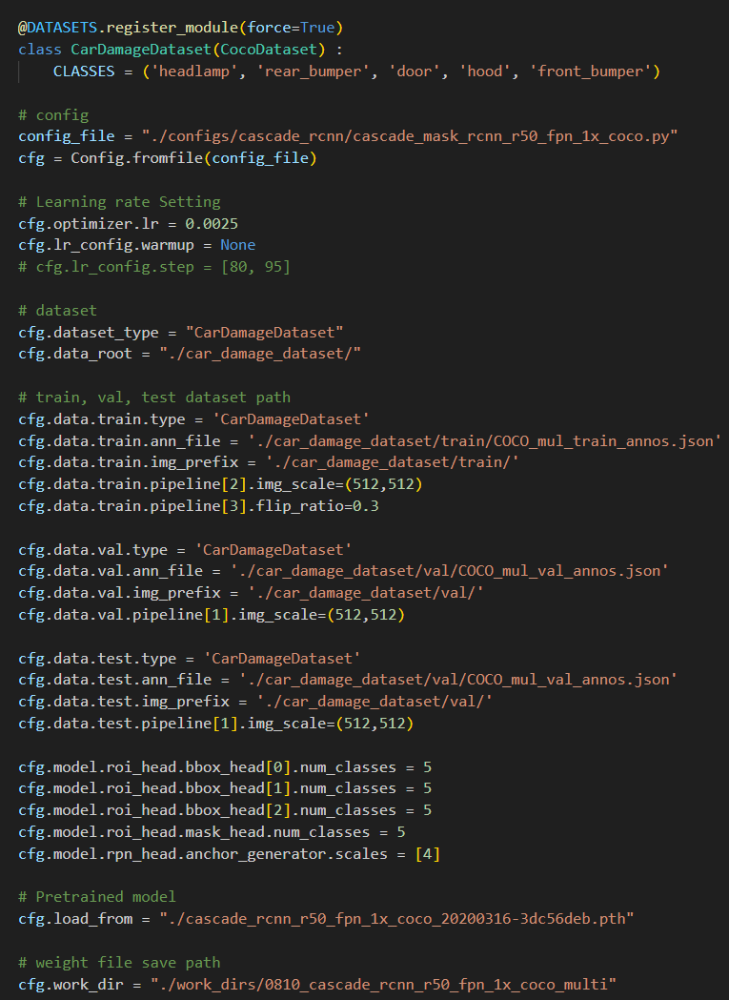 @DATASETS.register_module(force=True)
class CarDamageDataset(CocoDataset) :
    CLASSES = ('headlamp', 'rear_bumper', 'door', 'hood', 'front_bumper')

# config
config_file = "./configs/cascade_rcnn/cascade_mask_rcnn_r50_fpn_1x_coco.py"
cfg = Config.fromfile(config_file)

# Learning rate Setting
cfg.optimizer.lr = 0.0025
cfg.lr_config.warmup = None
# cfg.lr_config.step = [80, 95]

# dataset
cfg.dataset_type = "CarDamageDataset"
cfg.data_root = "./car_damage_dataset/"

# train, val, test dataset path
cfg.data.train.type = 'CarDamageDataset'
cfg.data.train.ann_file = './car_damage_dataset/train/COCO_mul_train_annos.json'
cfg.data.train.img_prefix = './car_damage_dataset/train/'
cfg.data.train.pipeline[2].img_scale=(512,512)
cfg.data.train.pipeline[3].flip_ratio=0.3

cfg.data.val.type = 'CarDamageDataset'
cfg.data.val.ann_file = './car_damage_dataset/val/COCO_mul_val_annos.json'
cfg.data.val.img_prefix = './car_damage_dataset/val/'
cfg.data.val.pipeline[1].img_scale=(512,512)

cfg.data.test.type = 'CarDamageDataset'
cfg.data.test.ann_file = './car_damage_dataset/val/COCO_mul_val_annos.json'
cfg.data.test.img_prefix = './car_damage_dataset/val/'
cfg.data.test.pipeline[1].img_scale=(512,512)

cfg.model.roi_head.bbox_head[0].num_classes = 5
cfg.model.roi_head.bbox_head[1].num_classes = 5
cfg.model.roi_head.bbox_head[2].num_classes = 5
cfg.model.roi_head.mask_head.num_classes = 5
cfg.model.rpn_head.anchor_generator.scales = [4]

# Pretrained model
cfg.load_from = "./cascade_rcnn_r50_fpn_1x_coco_20200316-3dc56deb.pth"

# weight file save path
cfg.work_dir = "./work_dirs/0810_cascade_rcnn_r50_fpn_1x_coco_multi"